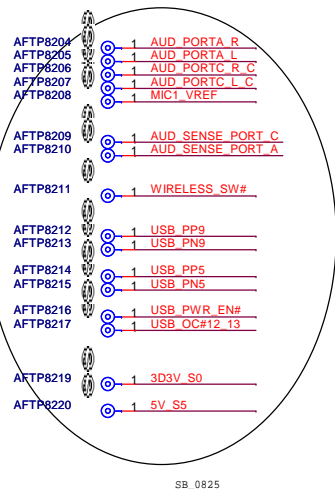 AFTP8204 1 AUD_PORTA_R
AFTP8205 1 AUD_PORTA_L
AFTP8206 1 AUD_PORTC_R_C
AFTP8207 1 AUD_PORTC_L_C
AFTP8208 1 MIC1_VREF
AFTP8209 1 AUD_SENSE_PORT_C
AFTP8210 1 AUD_SENSE_PORT_A
AFTP8211 1 WIRELESS_SW#
AFTP8212 1 USB_PP9
AFTP8213 1 USB_PN9
AFTP8214 1 USB_PP5
AFTP8215 1 USB_PN5
AFTP8216 1 USB_PWR_EN#
AFTP8217 1 USB_OC#12_13
AFTP8219 1 3D3V_S0
AFTP8220 1 5V_S5
SB_0825